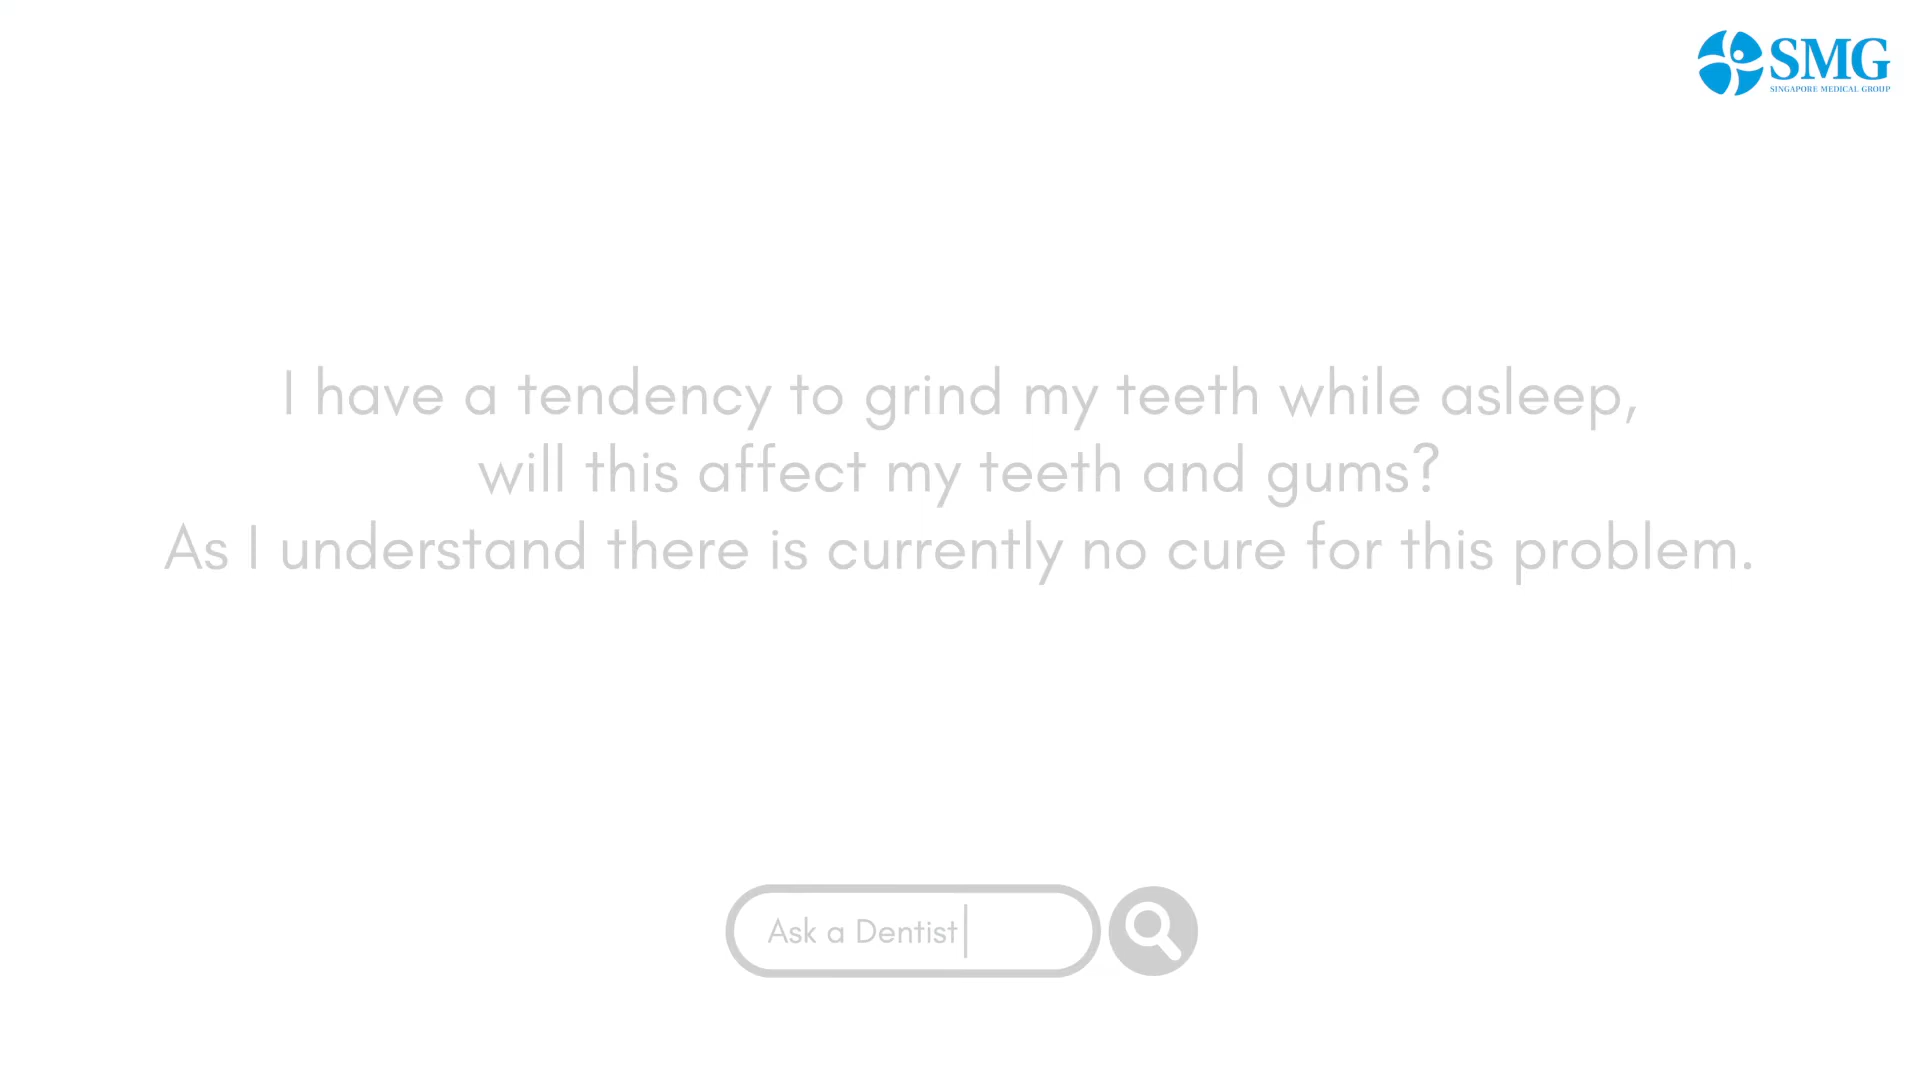 SMG
SINGAPORE MEDICAL GROUP
I have a tendency to grind my teeth while asleep,
will this affect my teeth and gums?
As I understand there is currently no cure for this problem.
Ask a Dentist